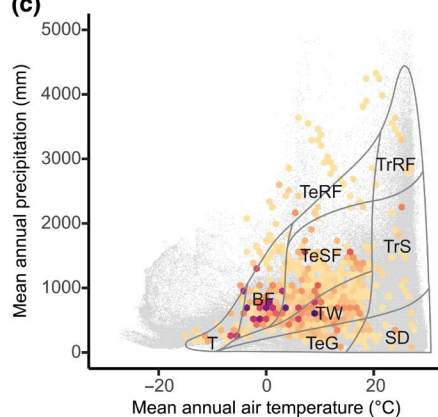 (c)
Mean annual precipitation (mm)
5000
4000
3000
2000
1000
0
TrRF
TeRF
TrS
TeSF
BF
TW
T
TeG
SD
−20
0
20
Mean annual air temperature (°C)